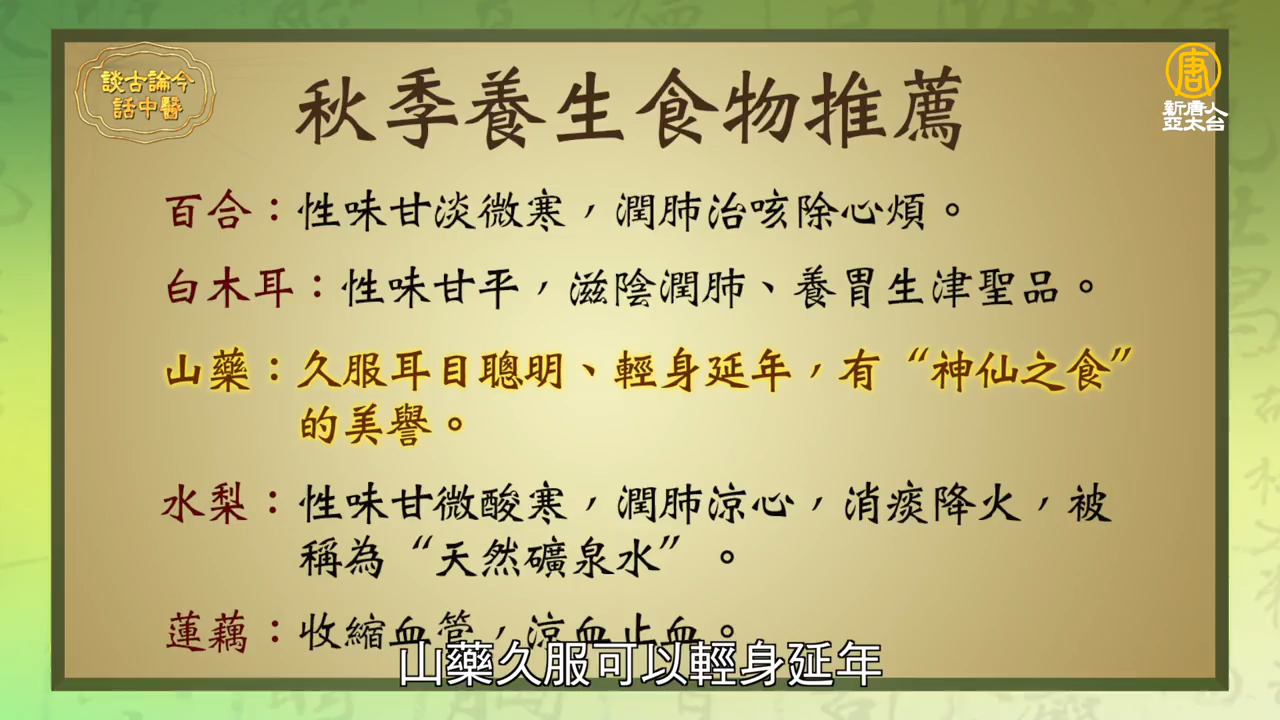 談古論今
話中醫
秋季養生食物推薦
唐
新唐人
亞太台
百合：性味甘淡微寒，潤肺治咳除心煩。
白木耳：性味甘平，滋陰潤肺、養胃生津聖品。
山藥：久服耳目聰明、輕身延年，有“神仙之食”
的美譽。
水梨：性味甘微酸寒，潤肺涼心，消痰降火，被
稱為“天然礦泉水”。
蓮藕：收縮血管，涼血止血。
山藥久服可以輕身延年